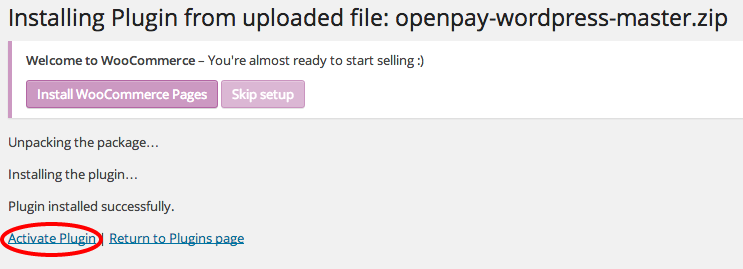 Installing Plugin from uploaded file: openpay-wordpress-master.zip
Welcome to WooCommerce – You're almost ready to start selling :)
Install WooCommerce Pages Skip setup
Unpacking the package…
Installing the plugin…
Plugin installed successfully.
Activate Plugin | Return to Plugins page